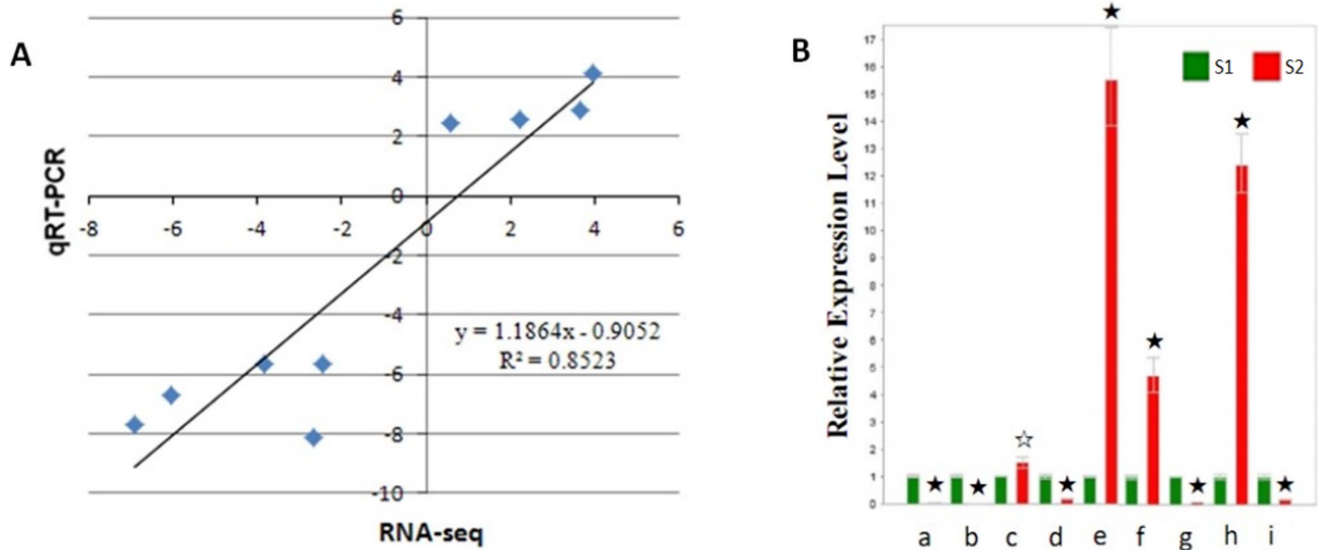 A
qRT-PCR
6
4
2
0
-2
-4
-6
-8
-10
-8 -6 -4 -2 0 2 4 6
y = 1.1864x - 0.9052
R² = 0.8523
RNA-seq
B
Relative Expression Level
17
16
15
14
13
12
11
10
9
8
7
6
5
4
3
2
1
0
S1 S2
a b c d e f g h i